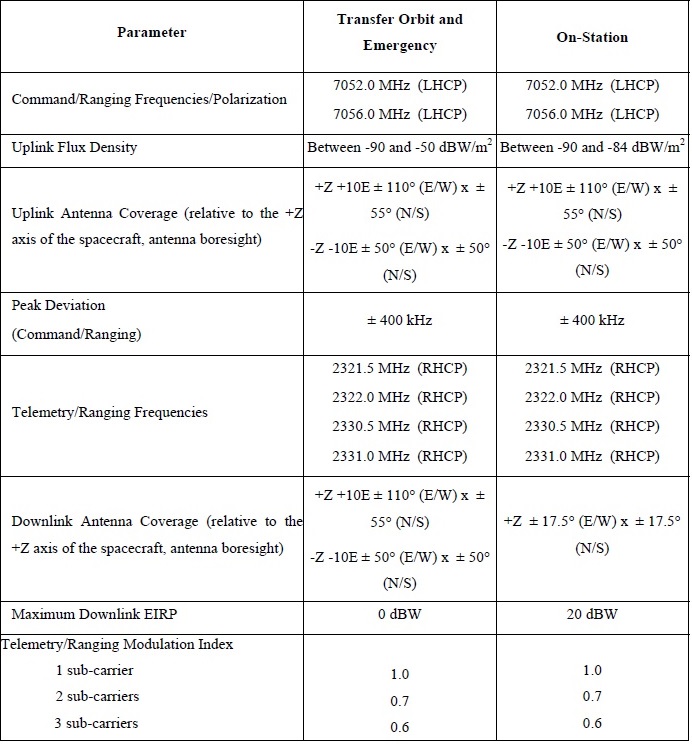 Parameter
Transfer Orbit and
Emergency
On-Station
Command/Ranging Frequencies/Polarization
7052.0 MHz (LHCP)
7056.0 MHz (LHCP)
7052.0 MHz (LHCP)
7056.0 MHz (LHCP)
Uplink Flux Density
Between -90 and -50 dBW/m²
Between -90 and -84 dBW/m²
Uplink Antenna Coverage (relative to the +Z
axis of the spacecraft, antenna boresight)
+Z +10E ± 110° (E/W) x ±
55° (N/S)
-Z -10E ± 50° (E/W) x ± 50°
(N/S)
+Z +10E ± 110° (E/W) x ±
55° (N/S)
-Z -10E ± 50° (E/W) x ± 50°
(N/S)
Peak Deviation
(Command/Ranging)
± 400 kHz
± 400 kHz
Telemetry/Ranging Frequencies
2321.5 MHz (RHCP)
2322.0 MHz (RHCP)
2330.5 MHz (RHCP)
2331.0 MHz (RHCP)
2321.5 MHz (RHCP)
2322.0 MHz (RHCP)
2330.5 MHz (RHCP)
2331.0 MHz (RHCP)
Downlink Antenna Coverage (relative to the
+Z axis of the spacecraft, antenna boresight)
+Z +10E ± 110° (E/W) x ±
55° (N/S)
-Z -10E ± 50° (E/W) x ± 50°
(N/S)
+Z ± 17.5° (E/W) x ± 17.5°
(N/S)
Maximum Downlink EIRP
0 dBW
20 dBW
Telemetry/Ranging Modulation Index
1 sub-carrier
1.0
1.0
2 sub-carriers
0.7
0.7
3 sub-carriers
0.6
0.6